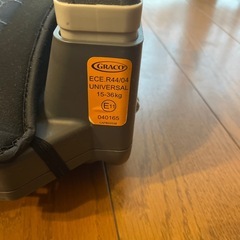 GRACO
ECE.R44/04
UNIVERSAL
15-36kg
E11
040165